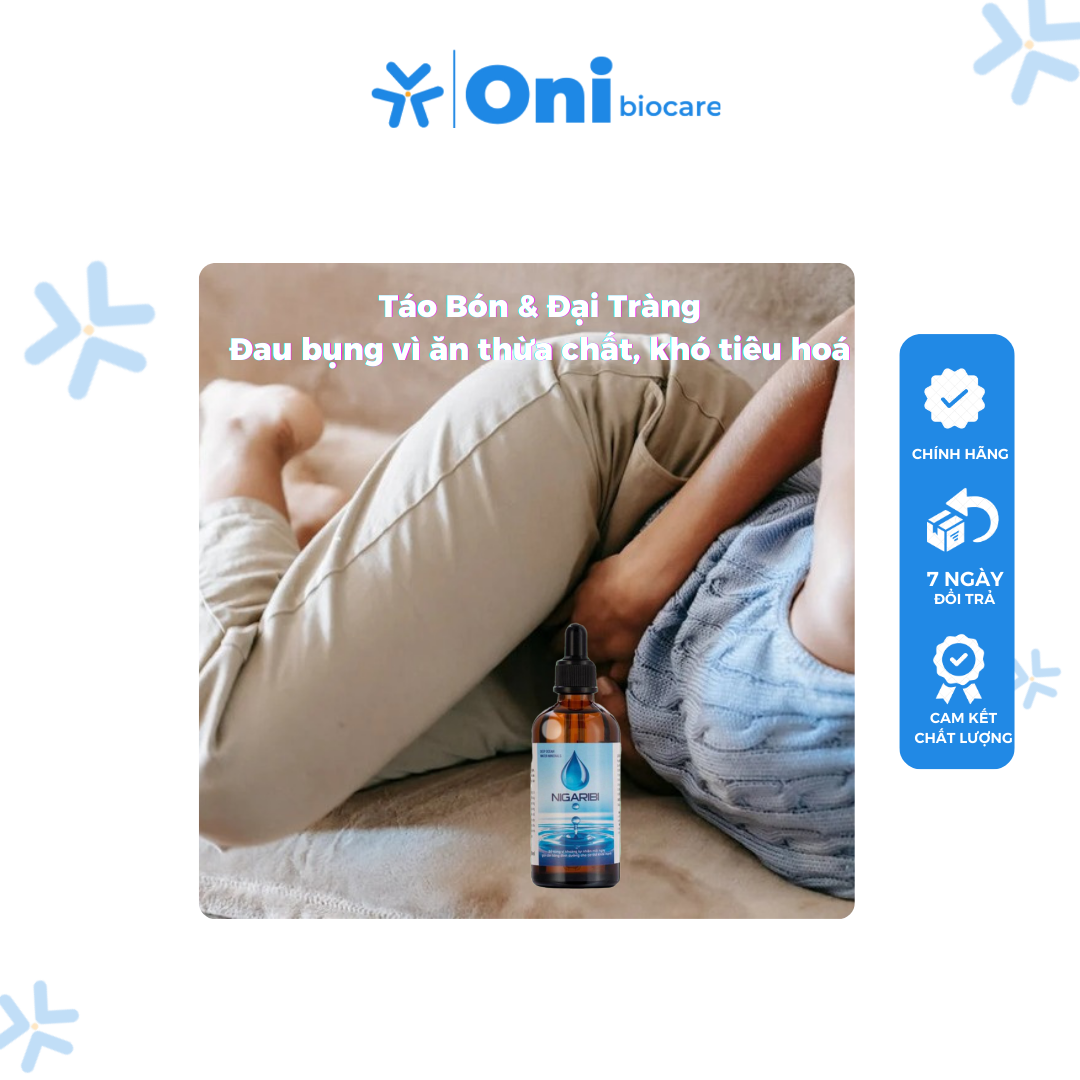 Oni biocare
Táo Bón & Đại Tràng
Đau bụng vì ăn thừa chất, khó tiêu hoá
CHÍNH HÃNG
7 NGÀY
ĐỔI TRẢ
CAM KẾT
CHẤT LƯỢNG
NIGARIBI